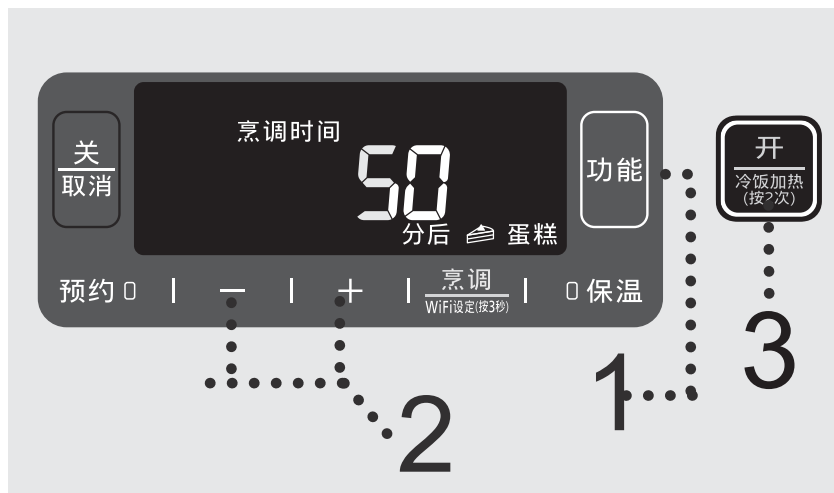 烹调时间
50
分后 蛋糕
关
取消
功能
开
冷饭加热
(按2次)
预约
－
＋
烹调
WiFi设定(按3秒)
保温
1
2
3